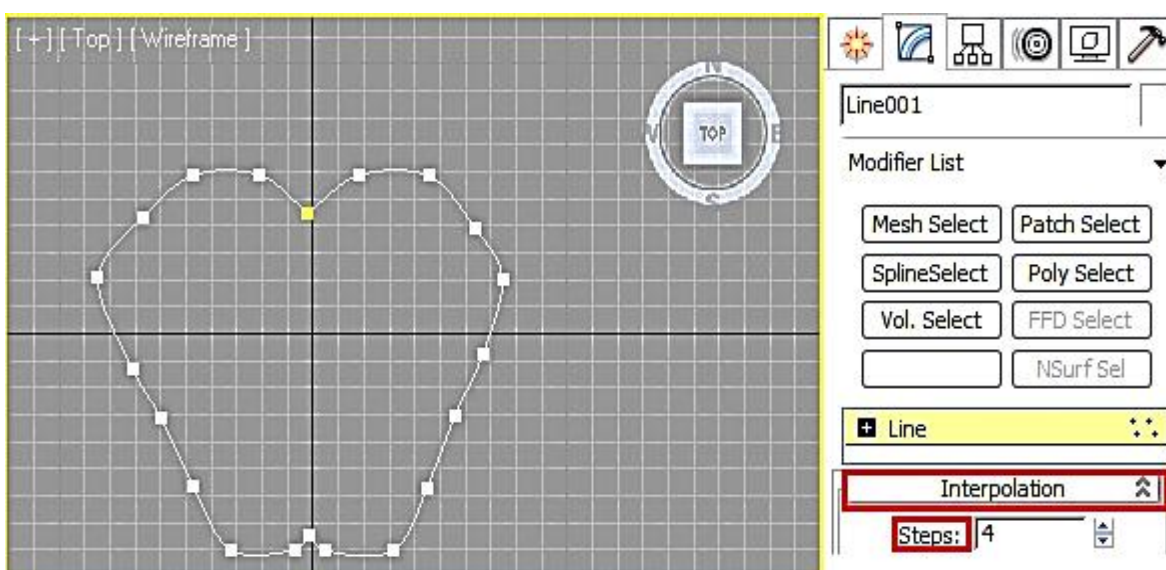 [ + ] [ Top ] [ Wireframe ]
N
W
TOP
E
S
Line001
Modifier List
Mesh Select
Patch Select
SplineSelect
Poly Select
Vol. Select
FFD Select
NSurf Sel
Line
Interpolation
Steps: 4